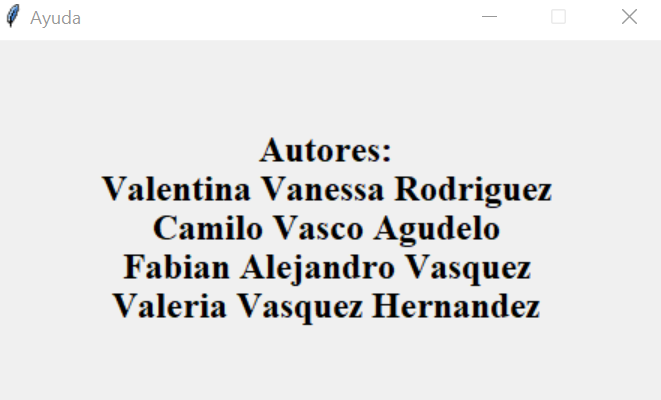 Ayuda
Autores:
Valentina Vanessa Rodriguez
Camilo Vasco Agudelo
Fabian Alejandro Vasquez
Valeria Vasquez Hernandez